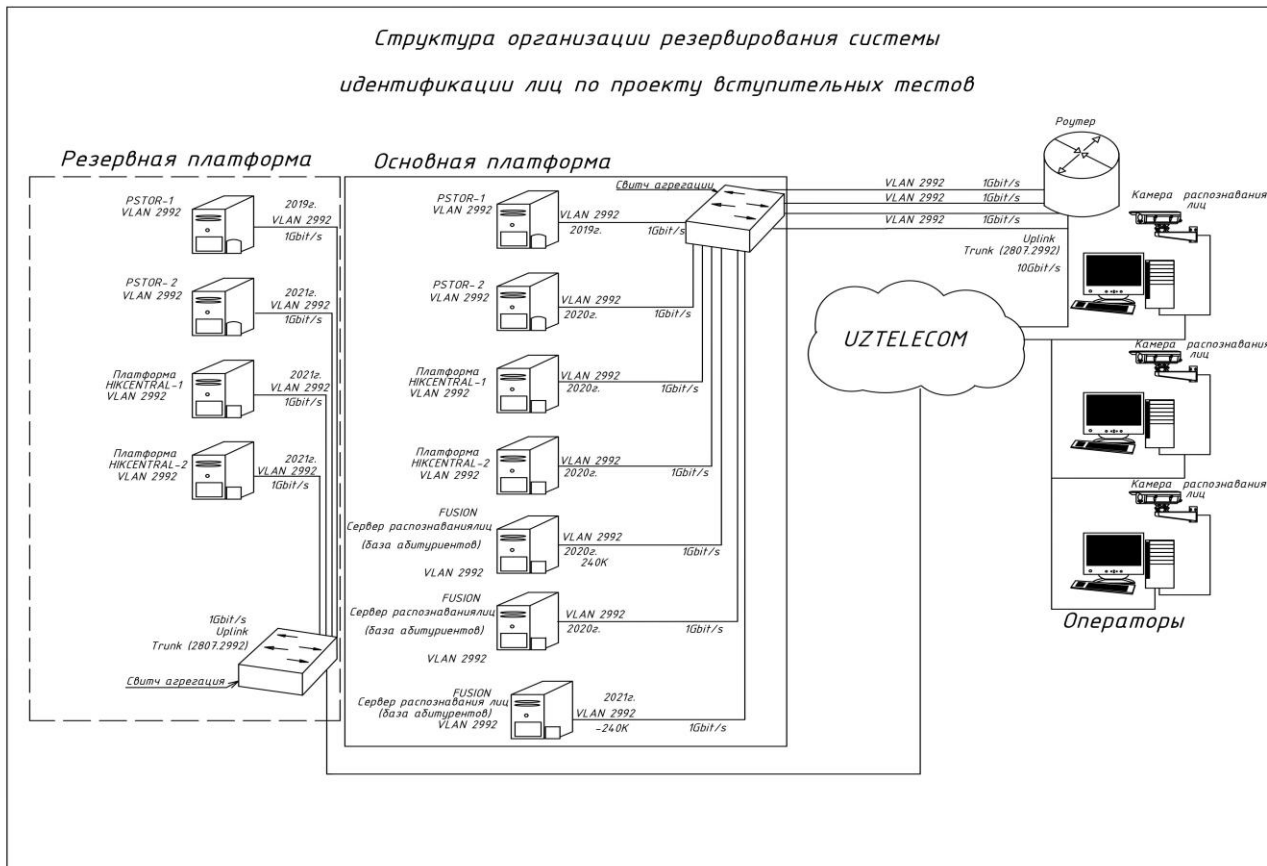 Структура организации резервирования системы
идентификации лиц по проекту вступительных тестов
Резервная платформа
PSTOR-1
VLAN 2992
2019г.
VLAN 2992
1Gbit/s
PSTOR-2
VLAN 2992
2021г.
VLAN 2992
1Gbit/s
Платформа
HIKCENTRAL-1
VLAN 2992
2021г.
VLAN 2992
1Gbit/s
Платформа
HIKCENTRAL-2
VLAN 2992
2021г.
VLAN 2992
1Gbit/s
1Gbit/s
Uplink
Trunk (2807.2992)
Свитч агрегация
Основная платформа
Свитч агрегации
PSTOR-1
VLAN 2992
VLAN 2992
2019г.
1Gbit/s
PSTOR-2
VLAN 2992
VLAN 2992
2020г.
1Gbit/s
Платформа
HIKCENTRAL-1
VLAN 2992
VLAN 2992
2020г.
1Gbit/s
Платформа
HIKCENTRAL-2
VLAN 2992
VLAN 2992
2020г.
1Gbit/s
FUSION
Сервер распознаваниялиц
(база абитуриентов)
VLAN 2992
VLAN 2992
2020г.
240K
1Gbit/s
FUSION
Сервер распознаваниялиц
(база абитуриентов)
VLAN 2992
VLAN 2992
2020г.
1Gbit/s
FUSION
Сервер распознавания лиц
(база абитурентов)
VLAN 2992
2021г.
VLAN 2992
-240K
1Gbit/s
Роутер
VLAN 2992 1Gbit/s
VLAN 2992 1Gbit/s
VLAN 2992 1Gbit/s
Uplink
Trunk (2807.2992)
10Gbit/s
UZTELECOM
Камера распознавания
лиц
Камера распознавания
лиц
Камера распознавания
лиц
Операторы